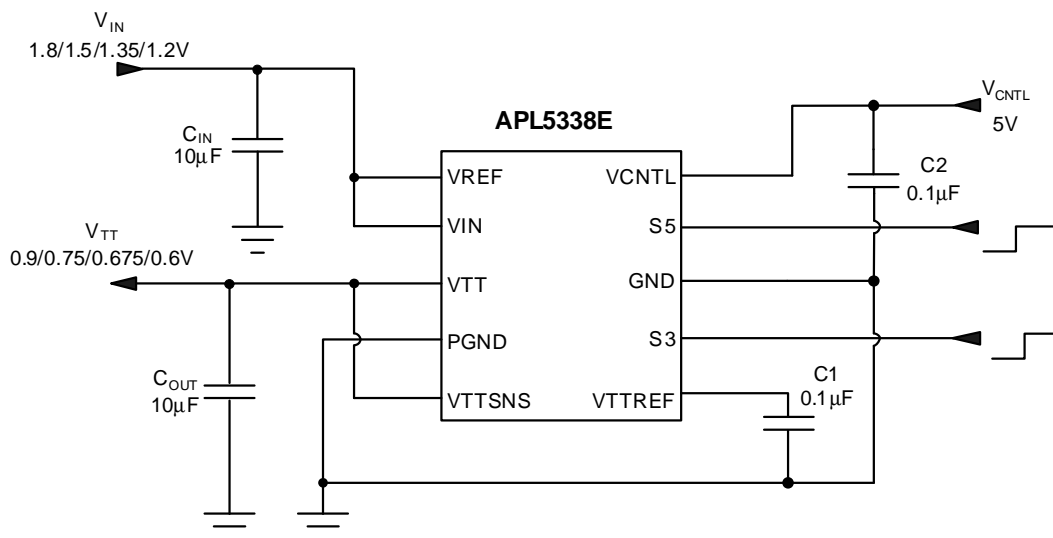 V_IN
1.8/1.5/1.35/1.2V
C_IN
10μF
APL5338E
V_CNTL
5V
C2
0.1μF
VREF
VCNTL
VIN
S5
V_TT
0.9/0.75/0.675/0.6V
VTT
GND
PGND
S3
C_OUT
10μF
VTTSNS
VTTREF
C1
0.1μF